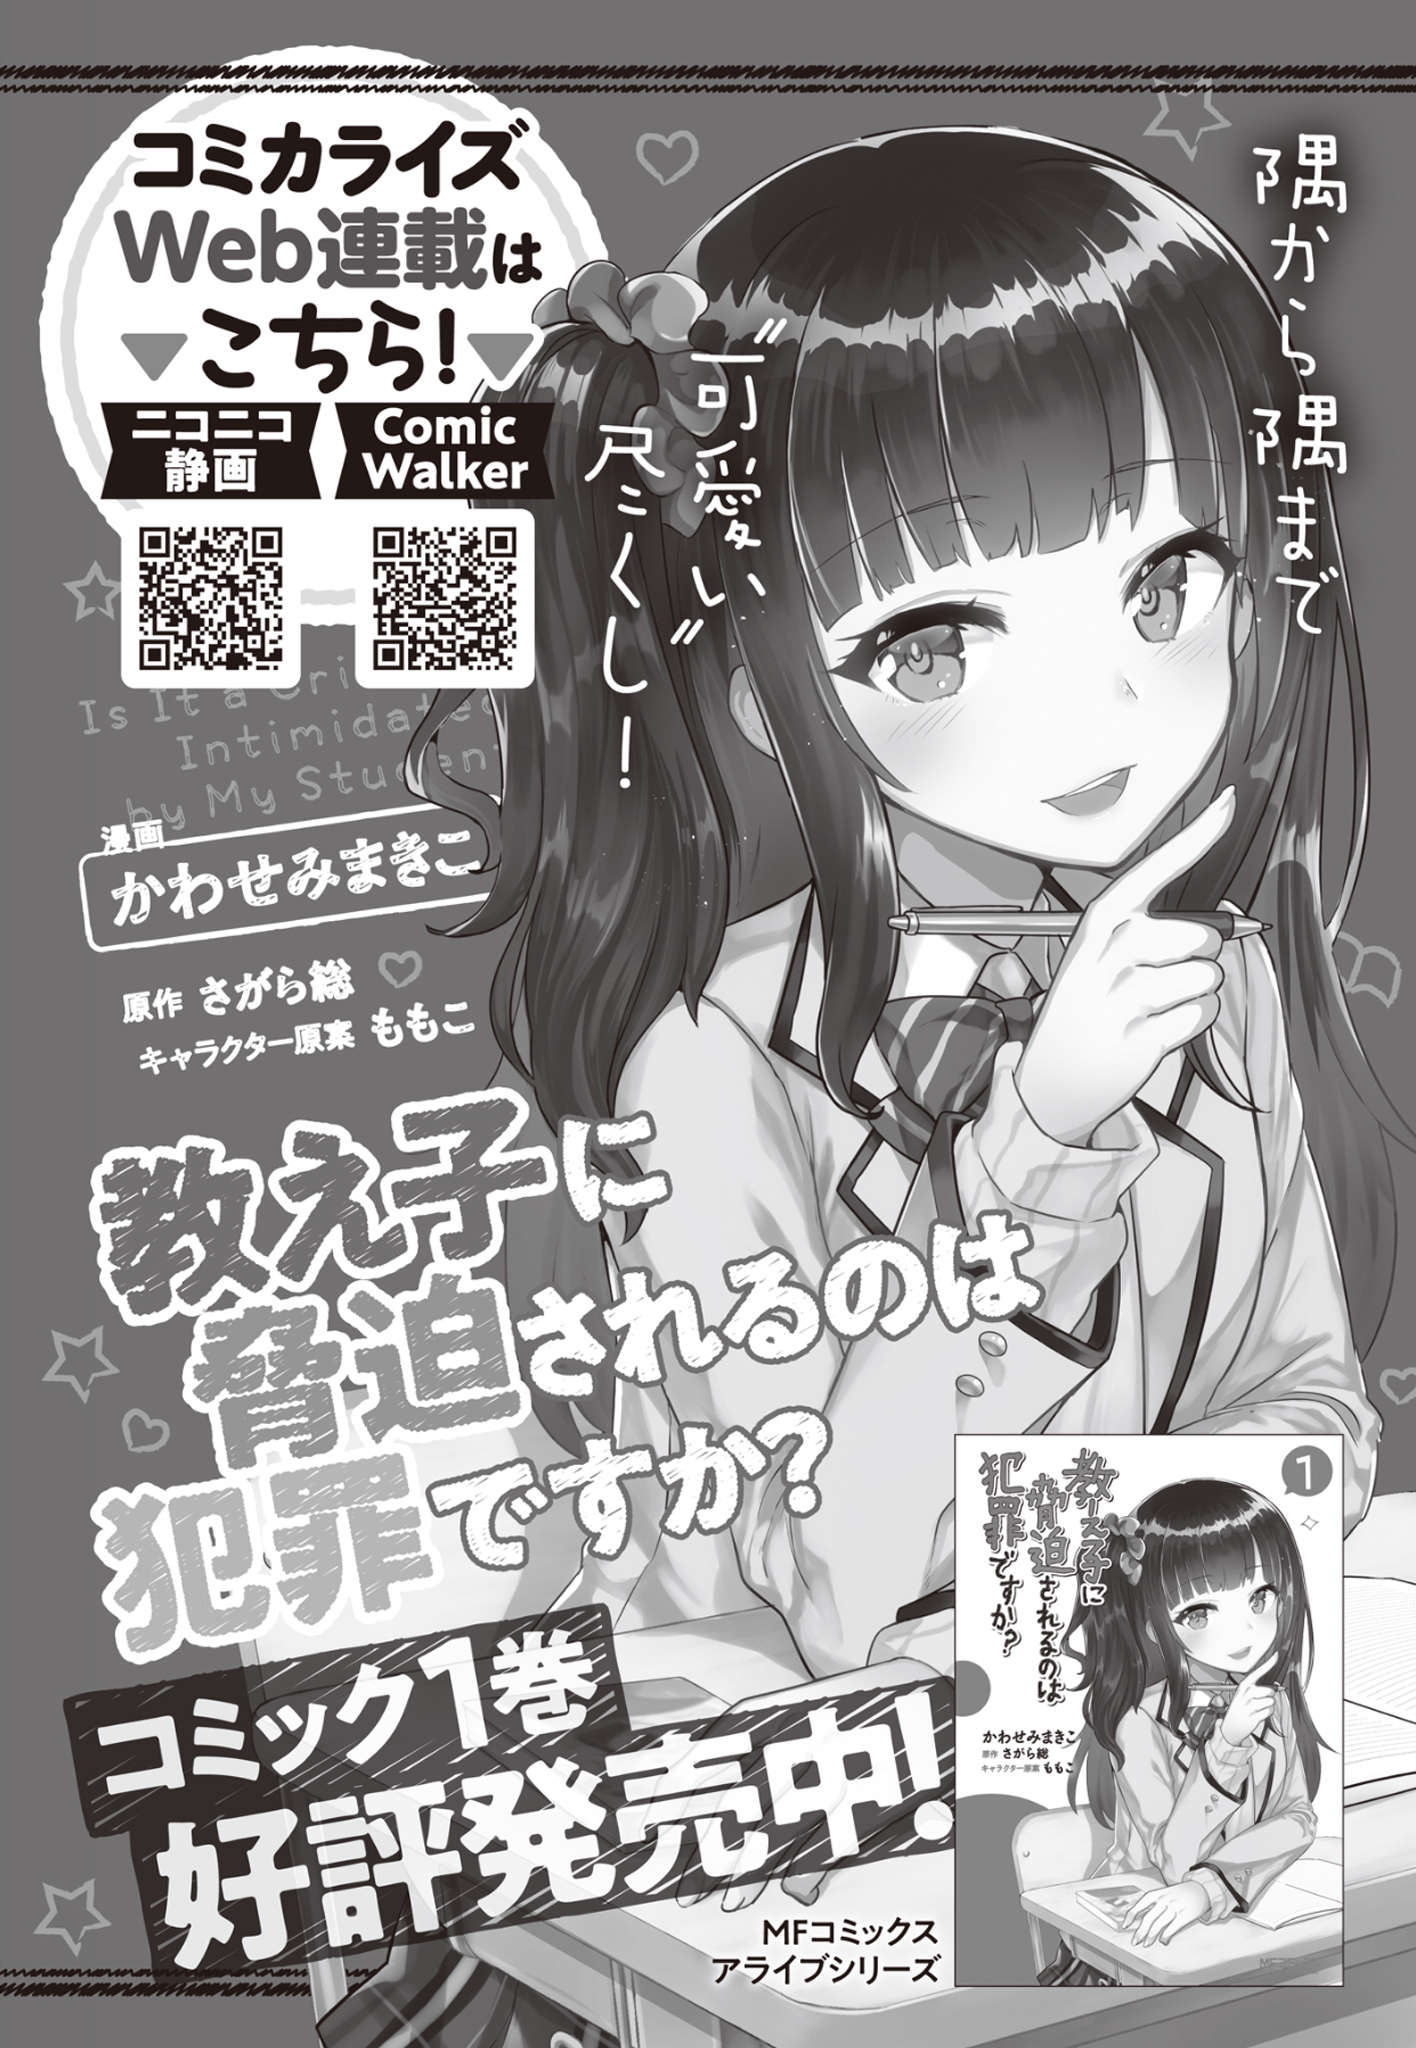 コミカライズ
Web連載は
こちら!
ニコニコ
静画
Comic
Walker
隅から隅まで
"可愛い"
尽くし!
Is It a Cri
Intimidated
by My Studen
漫画
かわせみまきこ
原作 さがら総
キャラクター原案 ももこ
教え子に
脅迫されるのは
犯罪ですか?
コミック1巻
好評発売中!
MFコミックス
アライブシリーズ
1
教え子に
脅迫されるのは
犯罪ですか?
かわせみまきこ
原作 さがら総
キャラクター原案 ももこ